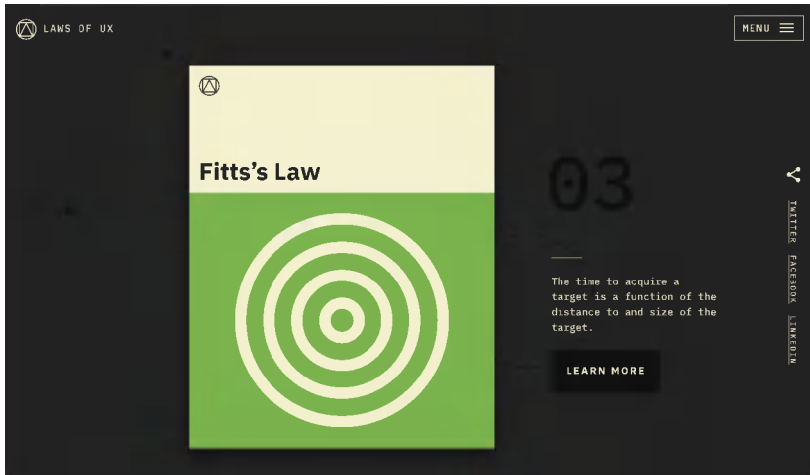 LAWS OF UX
MENU
Fitts's Law
03
The time to acquire a
target is a function of the
distance to and size of the
target.
LEARN MORE
TWITTER
FACEBOOK
LINKEDIN